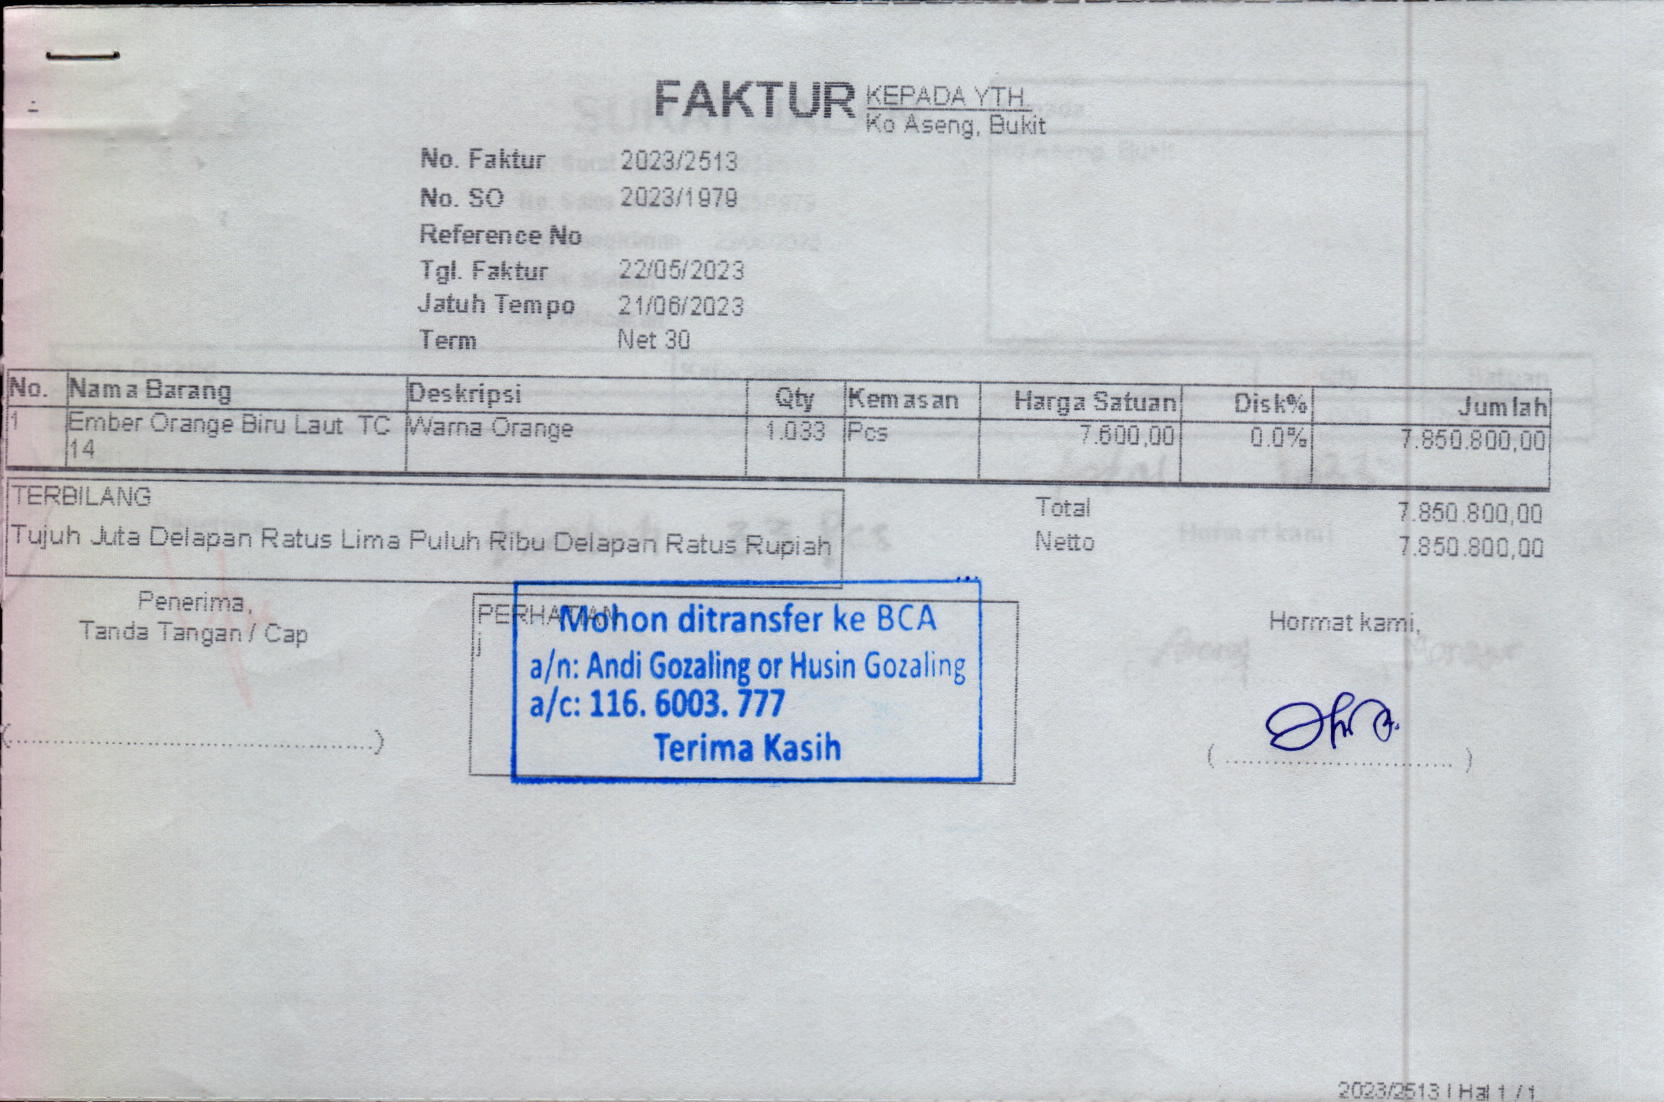 FAKTUR
KEPADA YTH
Ko Aseng, Bukit
No. Faktur 2023/2513
No. SO 2023/1979
Reference No
Tgl. Faktur 22/05/2023
Jatuh Tempo 21/06/2023
Term Net 30
No. Nama Barang Deskripsi Qty Kemasan Harga Satuan Disk% Jumlah
1 Ember Orange Biru Laut TC Warna Orange 1.033 Pcs 7.600,00 0.0% 7.850.800,00
14
TERBILANG
Tujuh Juta Delapan Ratus Lima Puluh Ribu Delapan Ratus Rupiah
Total 7.850.800,00
Netto 7.850.800,00
Penerima,
Tanda Tangan / Cap
PERHATIAN
Mohon ditransfer ke BCA
a/n: Andi Gozaling or Husin Gozaling
a/c: 116. 6003. 777
Terima Kasih
Hormat kami,
2023/2513 | Hal 1 / 1